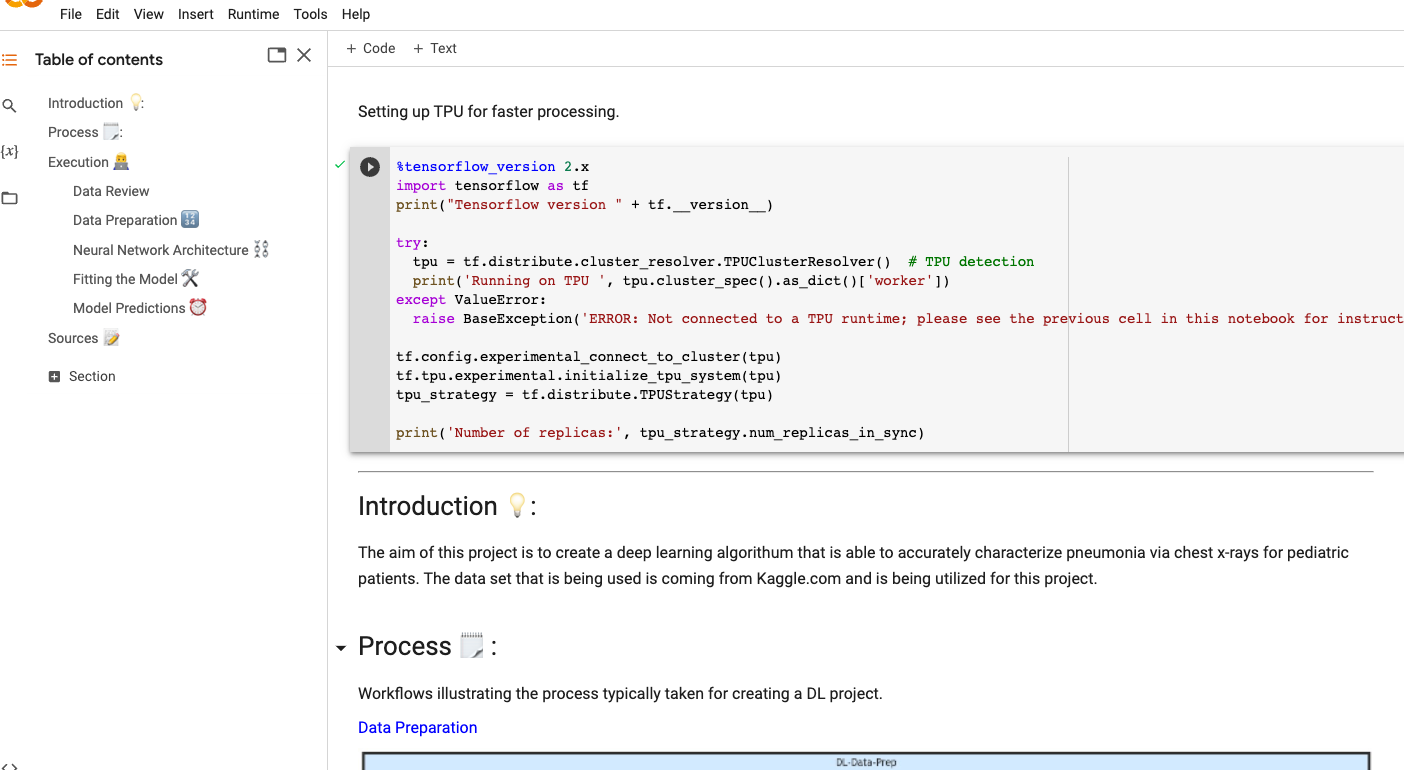 File Edit View Insert Runtime Tools Help
Table of contents
+ Code + Text
Introduction 💡:
Process 🗒️:
Execution 👨‍💻
Data Review
Data Preparation 🔢
Neural Network Architecture ⛓️
Fitting the Model 🛠️
Model Predictions ⏰
Sources 📝
Section
{x}
<>
Setting up TPU for faster processing.
%tensorflow_version 2.x
import tensorflow as tf
print("Tensorflow version " + tf.__version__)
try:
  tpu = tf.distribute.cluster_resolver.TPUClusterResolver()  # TPU detection
  print('Running on TPU ', tpu.cluster_spec().as_dict()['worker'])
except ValueError:
  raise BaseException('ERROR: Not connected to a TPU runtime; please see the previous cell in this notebook for instruct
tf.config.experimental_connect_to_cluster(tpu)
tf.tpu.experimental.initialize_tpu_system(tpu)
tpu_strategy = tf.distribute.TPUStrategy(tpu)
print('Number of replicas:', tpu_strategy.num_replicas_in_sync)
Introduction 💡:
The aim of this project is to create a deep learning algorithum that is able to accurately characterize pneumonia via chest x-rays for pediatric
patients. The data set that is being used is coming from Kaggle.com and is being utilized for this project.
Process 🗒️ :
Workflows illustrating the process typically taken for creating a DL project.
Data Preparation
DL-Data-Prep